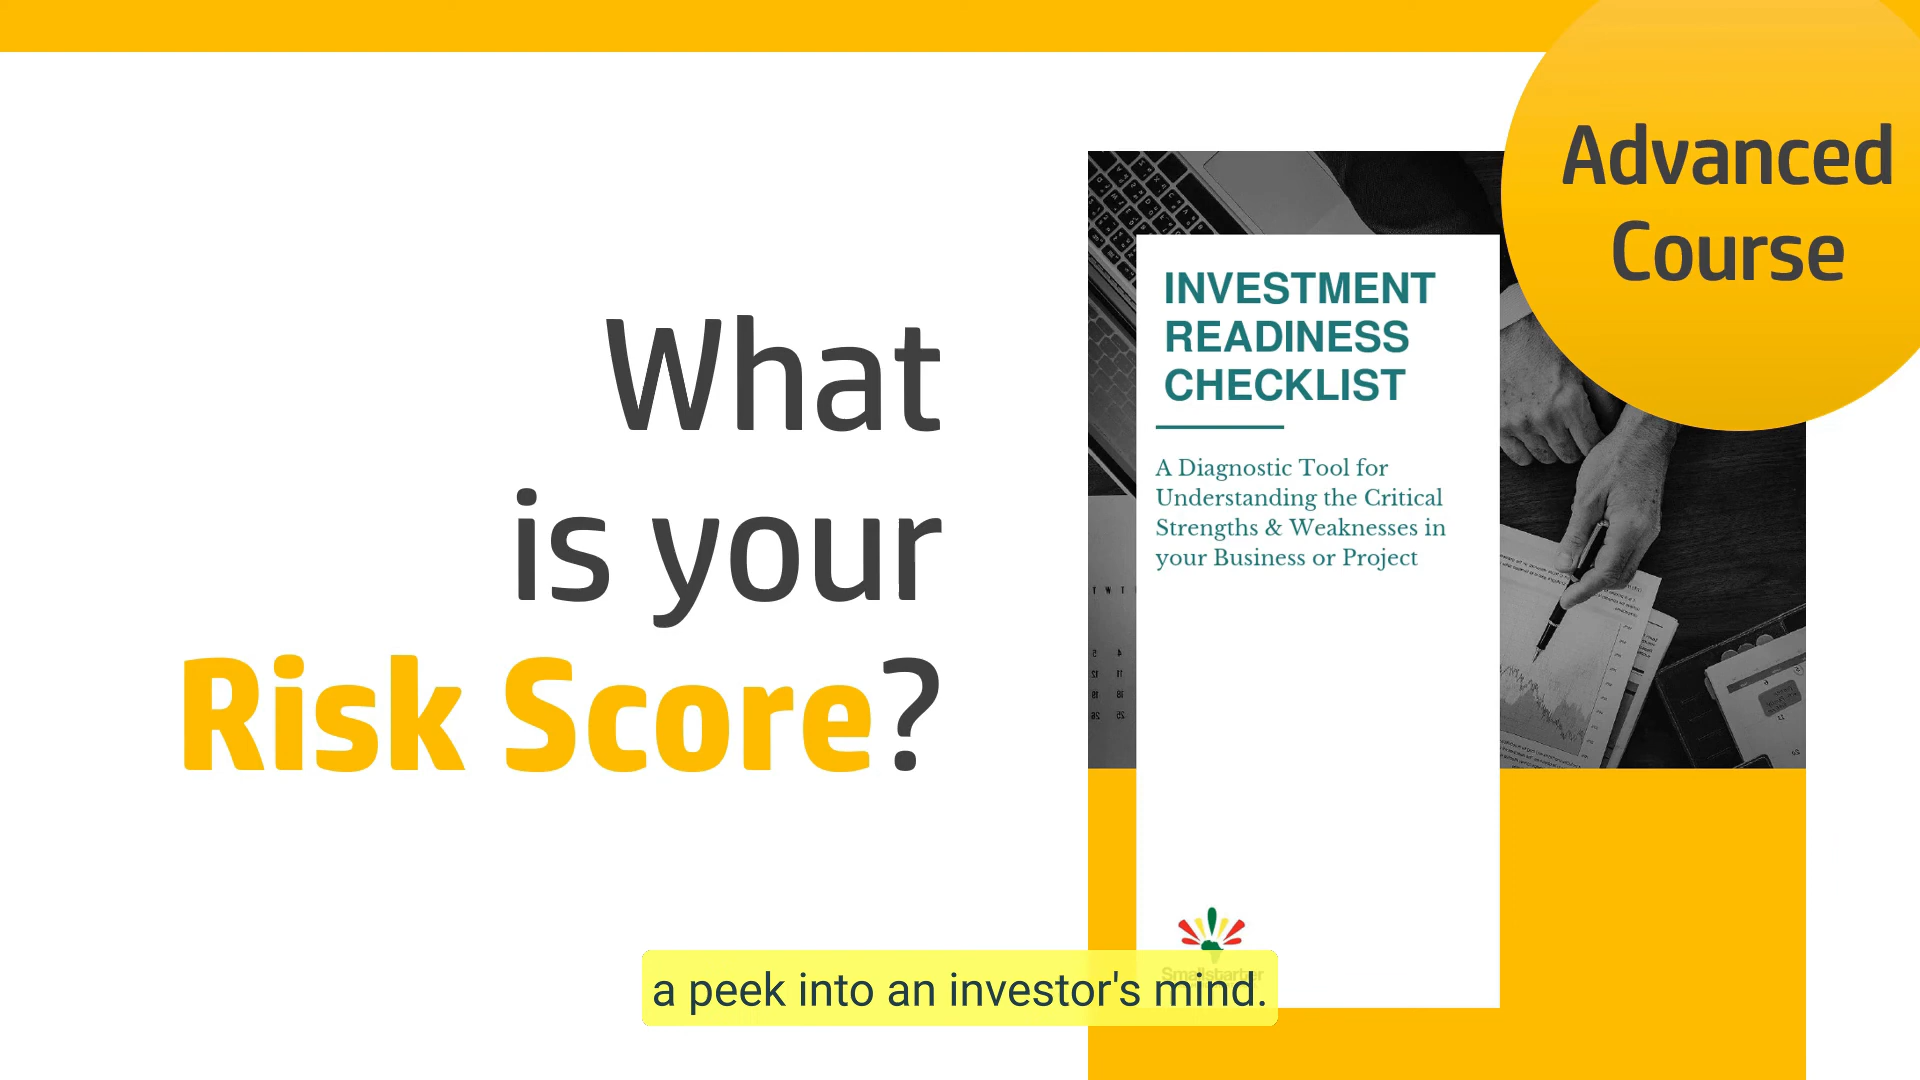 Advanced
Course
What
is your
Risk Score?
INVESTMENT
READINESS
CHECKLIST
A Diagnostic Tool for
Understanding the Critical
Strengths & Weaknesses in
your Business or Project
Smallstarter
a peek into an investor's mind.